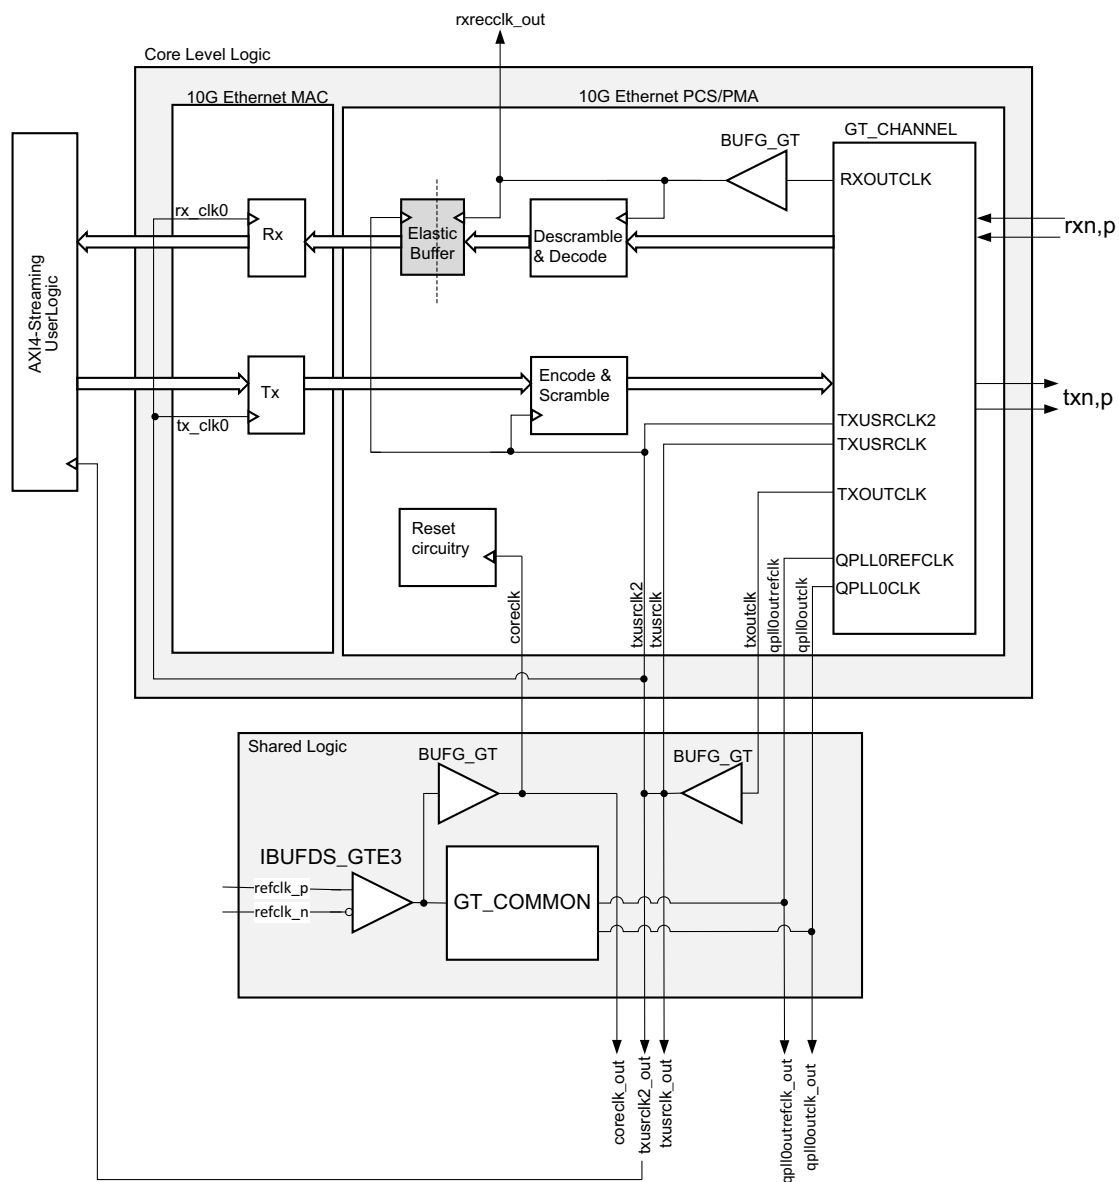 rxrecclk_out
Core Level Logic
10G Ethernet MAC
10G Ethernet PCS/PMA
GT_CHANNEL
BUFG_GT
RXOUTCLK
rx_clk0
Rx
Elastic
Buffer
Descramble
& Decode
rxn,p
AXI4-Streaming
UserLogic
Tx
tx_clk0
Encode &
Scramble
txn,p
TXUSRCLK2
TXUSRCLK
TXOUTCLK
Reset
circuitry
QPLL0REFCLK
QPLL0CLK
coreclk
txusrclk2
txusrclk
txoutclk
qpll0outrefclk
qpll0outclk
Shared Logic
BUFG_GT
BUFG_GT
IBUFDS_GTE3
refclk_p
refclk_n
GT_COMMON
coreclk_out
txusrclk2_out
txusrclk_out
qpll0outrefclk_out
qpll0outclk_out